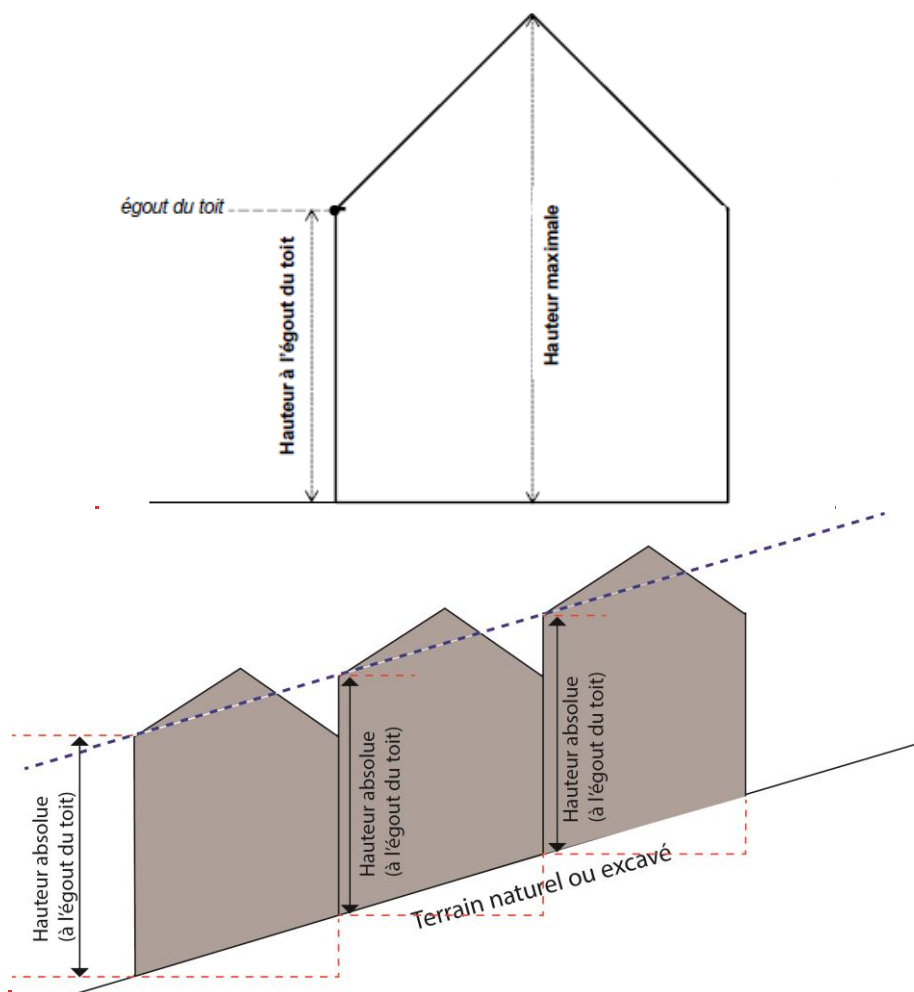 égout du toit
Hauteur à l'égout du toit
Hauteur maximale
Hauteur absolue
(à l'égout du toit)
Hauteur absolue
(à l'égout du toit)
Hauteur absolue
(à l'égout du toit)
Terrain naturel ou excavé